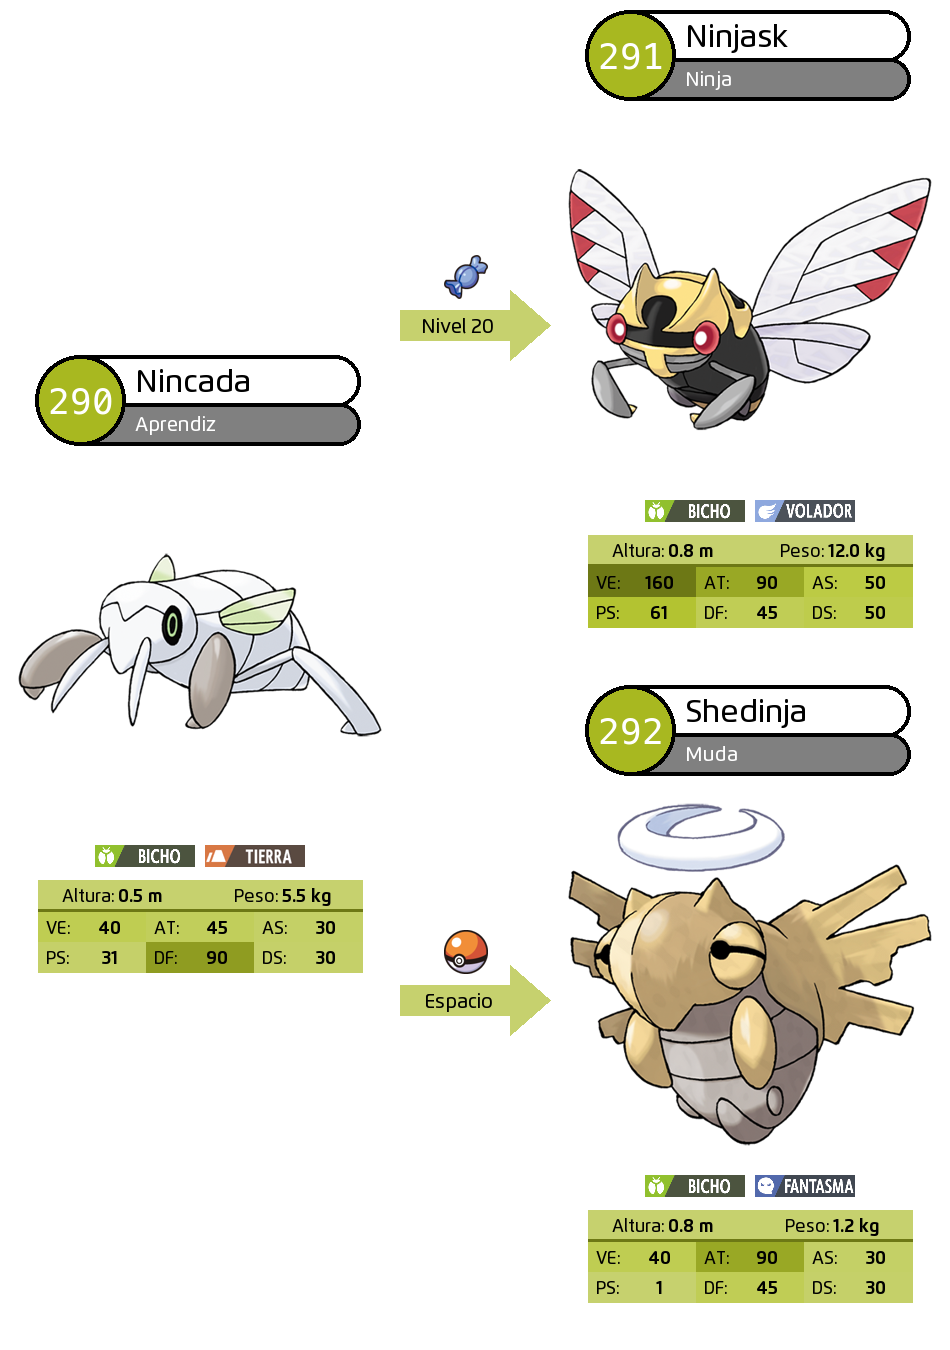 291
Ninjask
Ninja
Nivel 20
290
Nincada
Aprendiz
BICHO VOLADOR
Altura: 0.8 m Peso: 12.0 kg
VE: 160 AT: 90 AS: 50
PS: 61 DF: 45 DS: 50
292
Shedinja
Muda
BICHO TIERRA
Altura: 0.5 m Peso: 5.5 kg
VE: 40 AT: 45 AS: 30
PS: 31 DF: 90 DS: 30
Espacio
BICHO FANTASMA
Altura: 0.8 m Peso: 1.2 kg
VE: 40 AT: 90 AS: 30
PS: 1 DF: 45 DS: 30